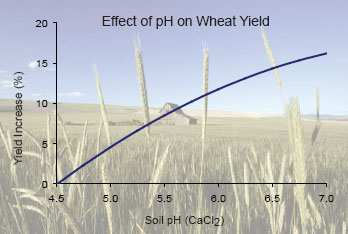 Effect of pH on Wheat Yield
Yield Increase (%)
20
15
10
5
0
4.5 5.0 5.5 6.0 6.5 7.0
Soil pH (CaCl2)